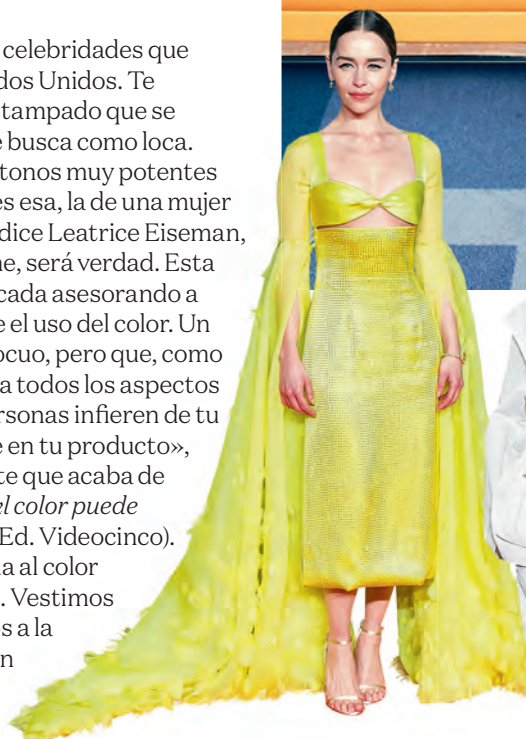 celebridades que
dos Unidos. Te
stampado que se
e busca como loca.
tonos muy potentes
es esa, la de una mujer
dice Leatrice Eiseman,
ne, será verdad. Esta
cada asesorando a
e el uso del color. Un
ocuo, pero que, como
a todos los aspectos
rsonas infieren de tu
e en tu producto»,
te que acaba de
el color puede
Ed. Videocinco).
a al color
. Vestimos
s a la
n